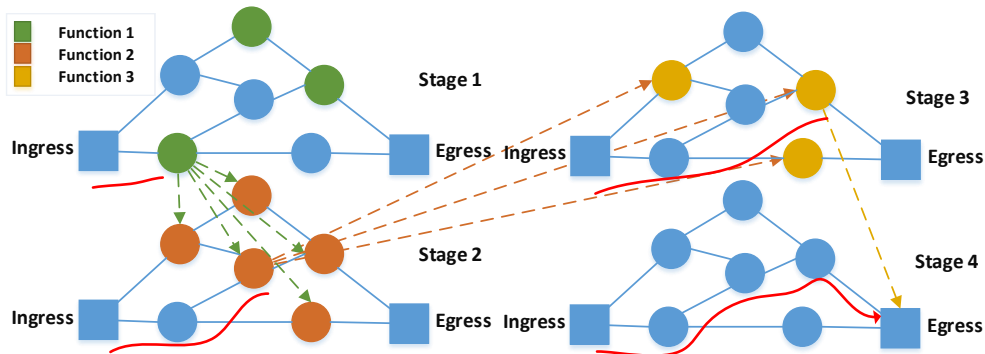 Function 1
Function 2
Function 3
Stage 1
Ingress
Egress
Stage 2
Ingress
Egress
Stage 3
Ingress
Egress
Stage 4
Ingress
Egress